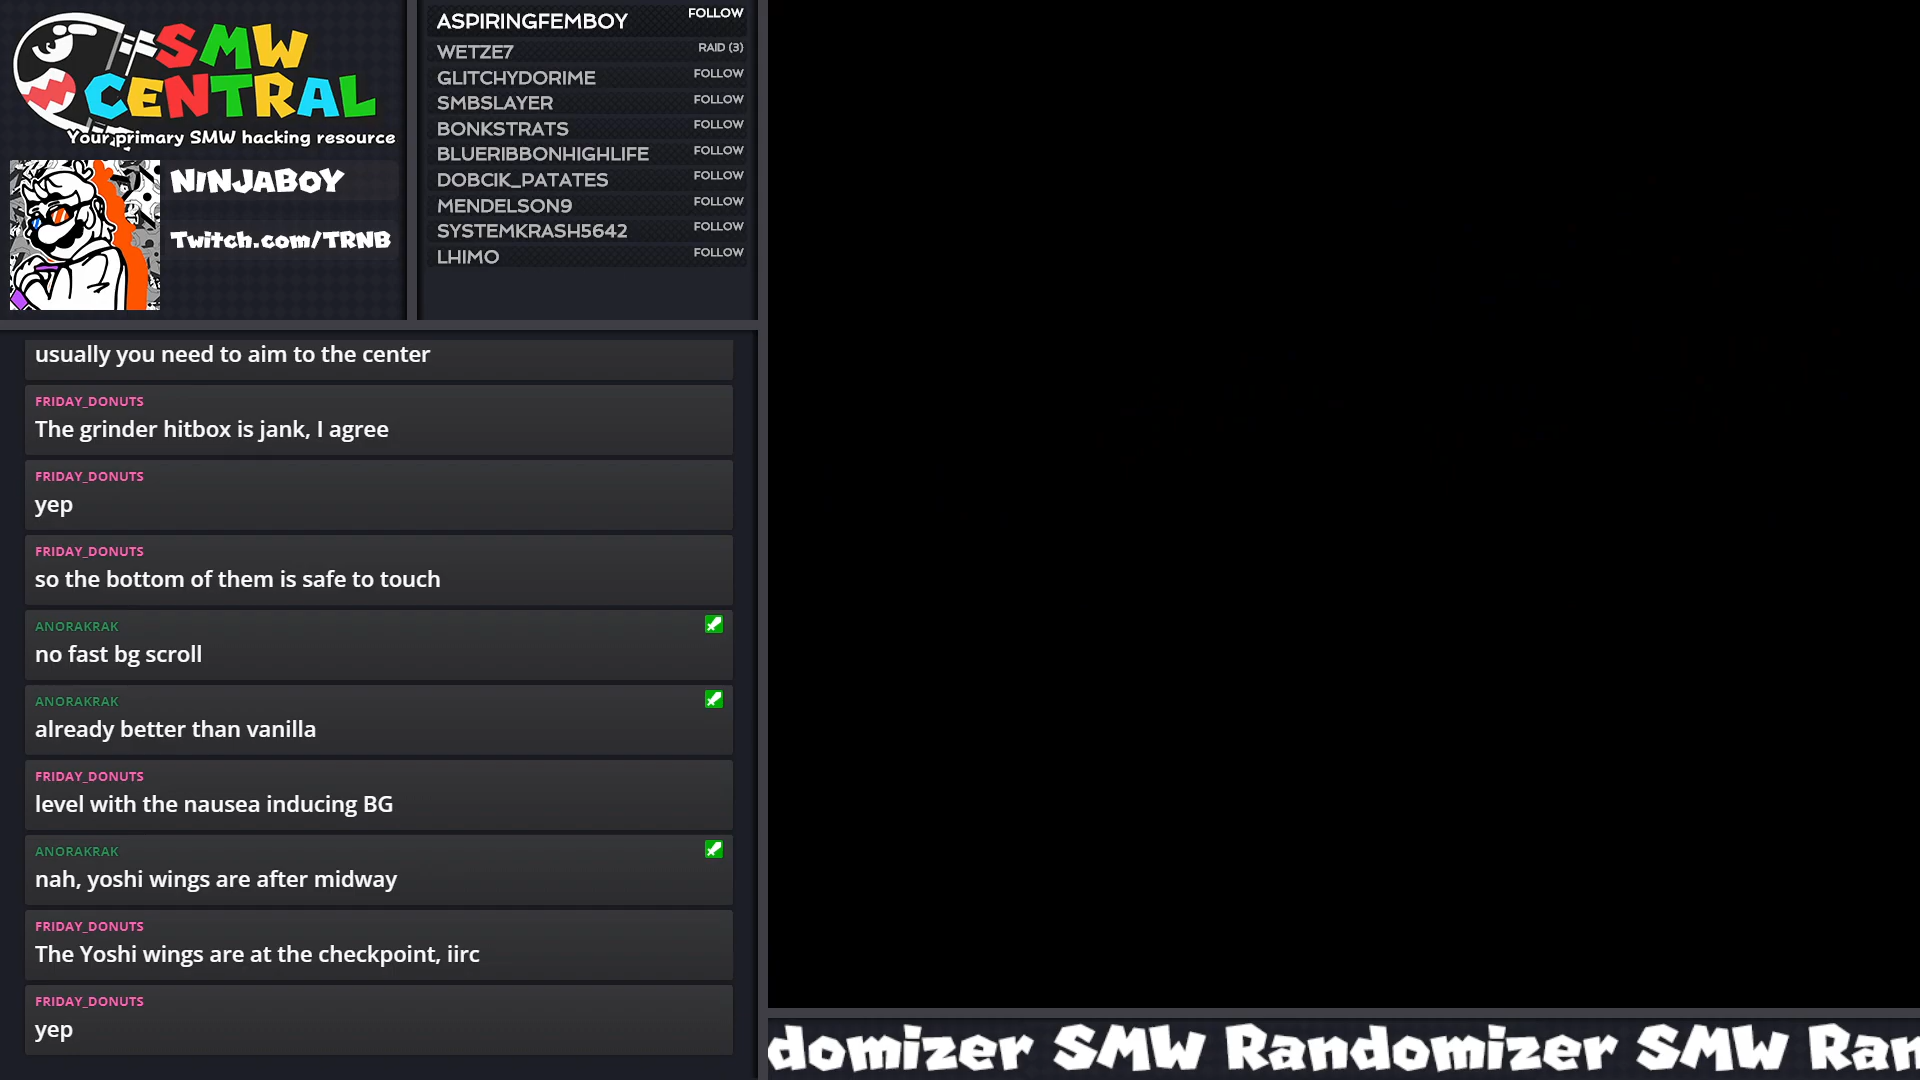 SMW
CENTRAL
Your primary SMW hacking resource
NINJABOY
Twitch.com/TRNB
ASPIRINGFEMBOY FOLLOW
WETZE7 RAID (3)
GLITCHYDORIME FOLLOW
SMBSLAYER FOLLOW
BONKSTRATS FOLLOW
BLUERIBBONHIGHLIFE FOLLOW
DOBCIK_PATATES FOLLOW
MENDELSON9 FOLLOW
SYSTEMKRASH5642 FOLLOW
LHIMO FOLLOW
usually you need to aim to the center
FRIDAY_DONUTS
The grinder hitbox is jank, I agree
FRIDAY_DONUTS
yep
FRIDAY_DONUTS
so the bottom of them is safe to touch
ANORAKRAK
no fast bg scroll
ANORAKRAK
already better than vanilla
FRIDAY_DONUTS
level with the nausea inducing BG
ANORAKRAK
nah, yoshi wings are after midway
FRIDAY_DONUTS
The Yoshi wings are at the checkpoint, iirc
FRIDAY_DONUTS
yep
domizer SMW Randomizer SMW Ran